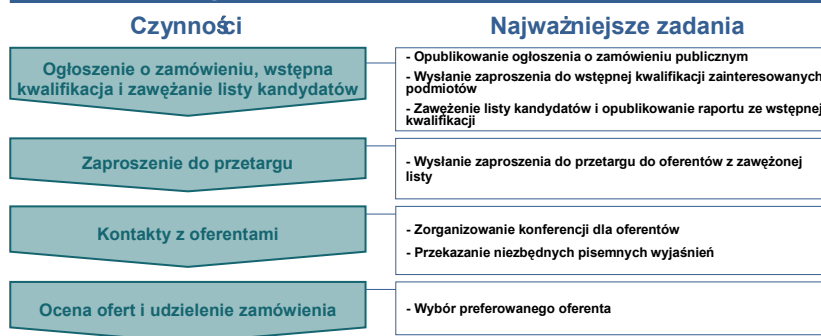 Czynności
Najważniejsze zadania
Ogłoszenie o zamówieniu, wstępna
kwalifikacja i zawężanie listy kandydatów
- Opublikowanie ogłoszenia o zamówieniu publicznym
- Wysłanie zaproszenia do wstępnej kwalifikacji zainteresowanych
podmiotów
- Zawężenie listy kandydatów i opublikowanie raportu ze wstępnej
kwalifikacji
Zaproszenie do przetargu
- Wysłanie zaproszenia do przetargu do oferentów z zawężonej
listy
Kontakty z oferentami
- Zorganizowanie konferencji dla oferentów
- Przekazanie niezbędnych pisemnych wyjaśnień
Ocena ofert i udzielenie zamówienia
- Wybór preferowanego oferenta